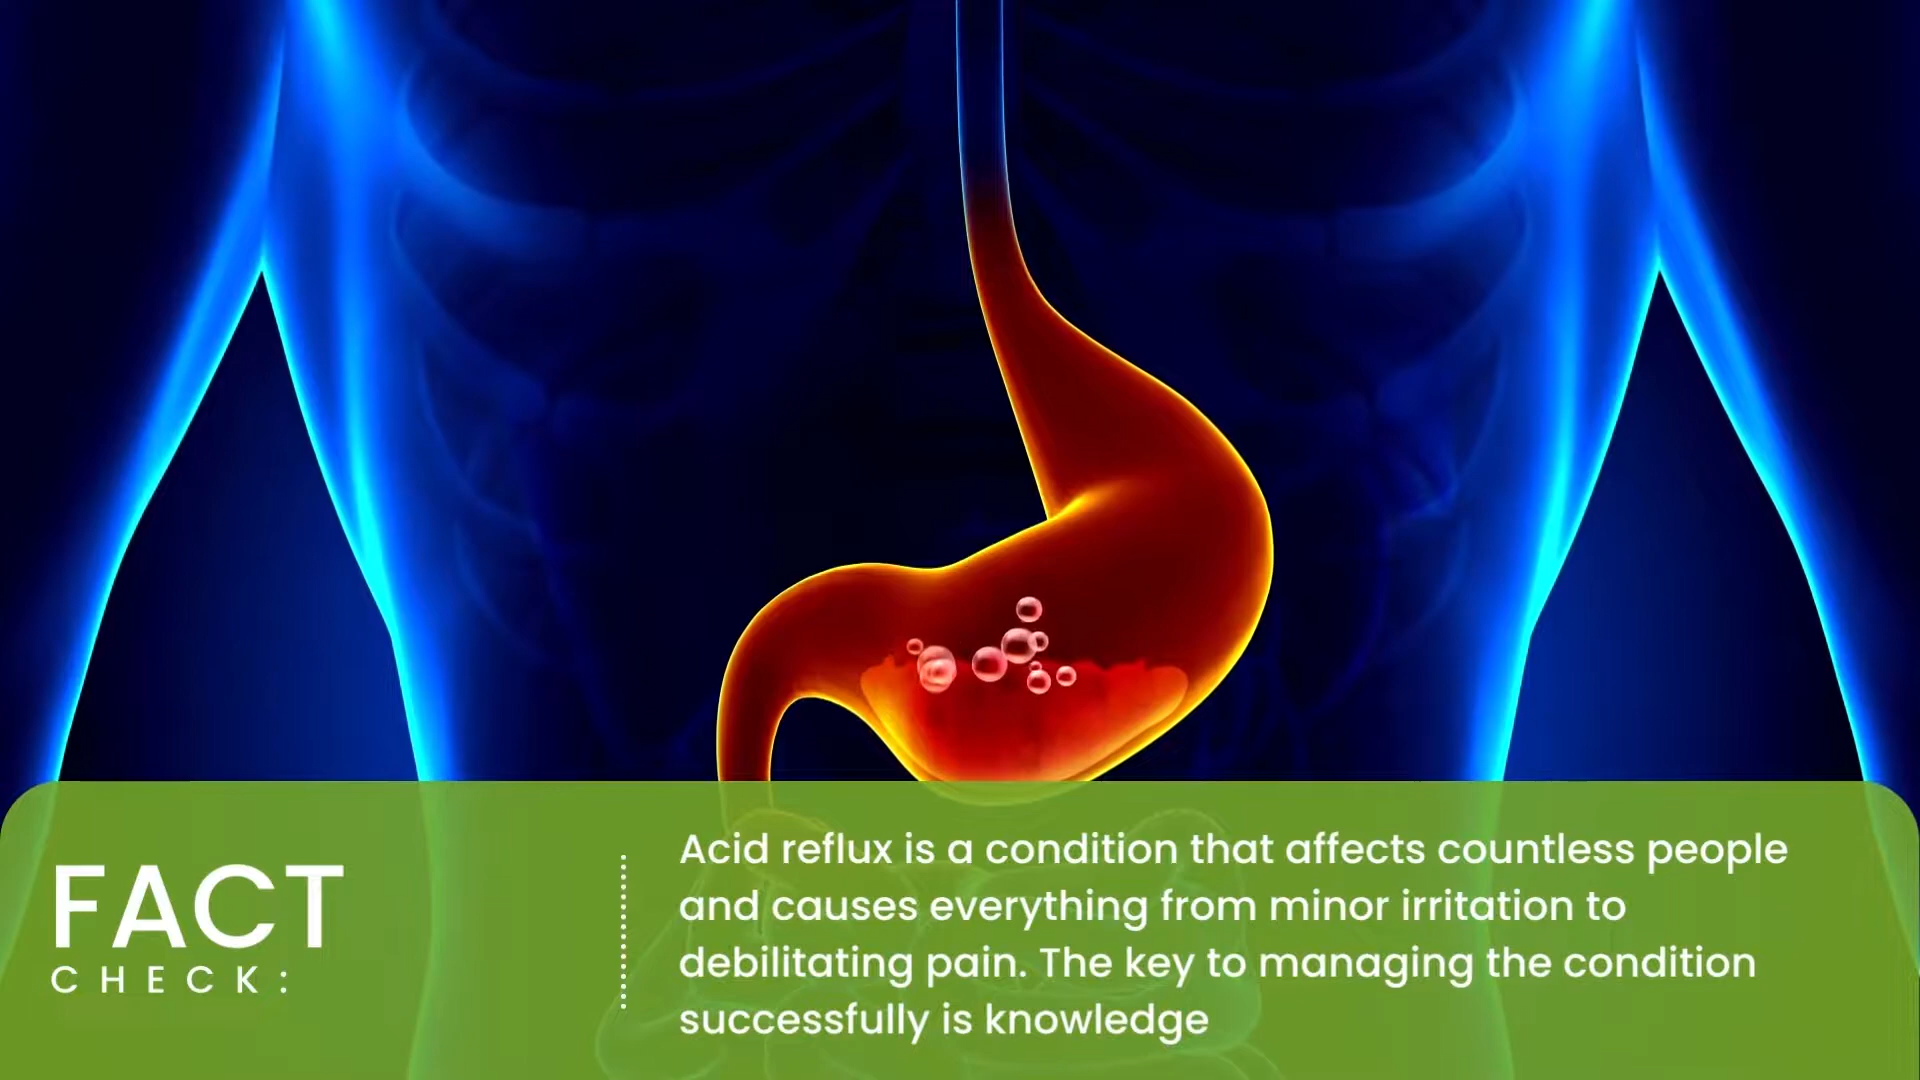 FACT
CHECK:
Acid reflux is a condition that affects countless people
and causes everything from minor irritation to
debilitating pain. The key to managing the condition
successfully is knowledge